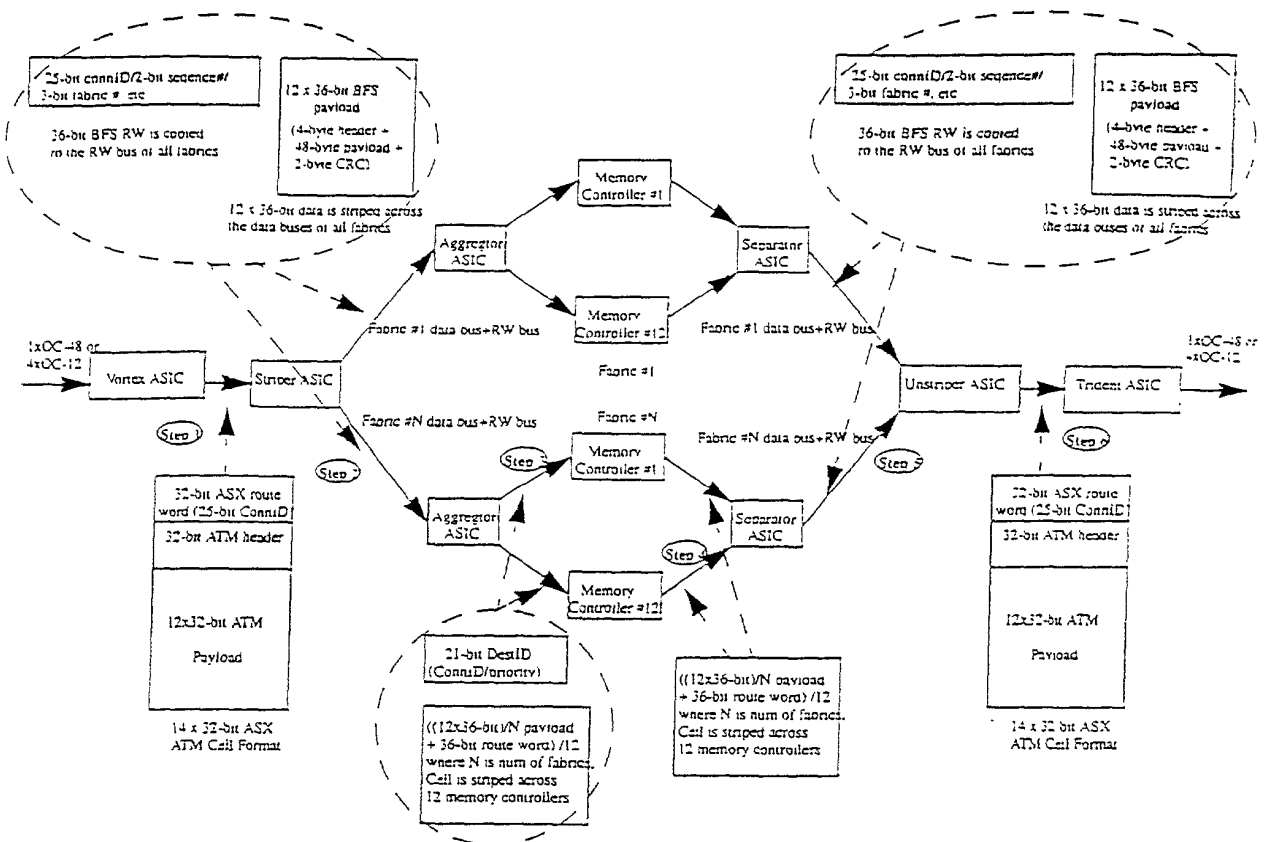 25-bit connID/2-bit seqence#/
3-bit fabric #, etc
12 x 36-bit BFS
payload
(4-byte header +
48-byte payload +
2-byte CRC)
36-bit BFS RW is copied
to the RW bus of all fabrics
12 x 36-bit data is striped across
the data buses of all fabrics
25-bit connID/2-bit seqence#/
3-bit fabric #, etc
12 x 36-bit BFS
payload
(4-byte header +
48-byte payload +
2-byte CRC)
36-bit BFS RW is copied
to the RW bus of all fabrics
12 x 36-bit data is striped across
the data buses of all fabrics
Memory
Controller #1
Aggregtor
ASIC
Separator
ASIC
Memory
Controller #12
Fabric #1 data bus+RW bus
Fabric #1 data bus+RW bus
Fabric #1
1xOC-48 or
4xOC-12
Vortex ASIC
Striper ASIC
Unstriper ASIC
Trident ASIC
1xOC-48 or
4xOC-12
Fabric #N data bus+RW bus
Fabric #N
Fabric #N data bus+RW bus
Step 1
Step
Step
Memory
Controller #1
Step
Step
Aggregtor
ASIC
Separator
ASIC
Step
Memory
Controller #12
32-bit ASX route
word (25-bit ConnID
32-bit ATM header
12x32-bit ATM
Payload
14 x 32-bit ASX
ATM Cell Format
21-bit DestID
(ConnID/priority)
((12x36-bit)/N payload
+ 36-bit route word) /12
where N is num of fabrics.
Cell is striped across
12 memory controllers
((12x36-bit)/N payload
+ 36-bit route word) /12
where N is num of fabrics.
Cell is striped across
12 memory controllers
32-bit ASX route
word (25-bit ConnID
32-bit ATM header
12x32-bit ATM
Payload
14 x 32 bit ASX
ATM Cell Format